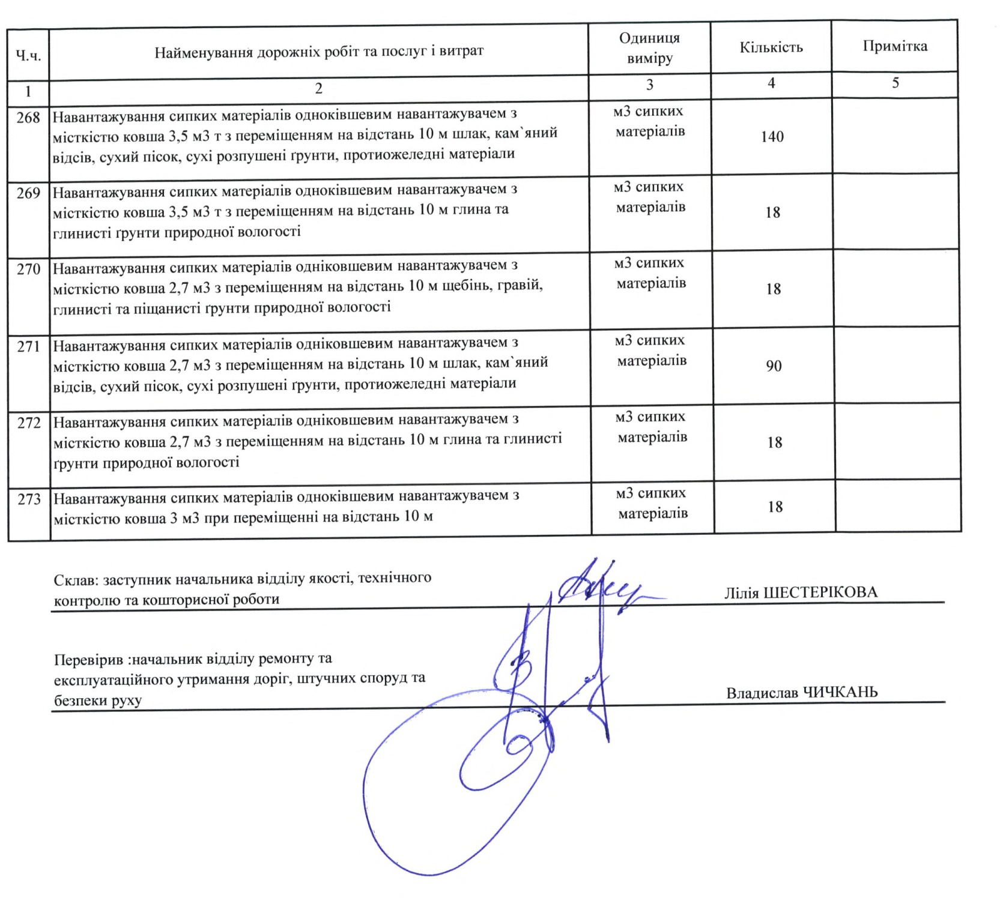 Ч.ч.
Найменування дорожніх робіт та послуг і витрат
Одиниця
виміру
Кількість
Примітка
1
2
3
4
5
268
Навантажування сипких матеріалів одноківшевим навантажувачем з
місткістю ковша 3,5 м3 т з переміщенням на відстань 10 м шлак, кам`яний
відсів, сухий пісок, сухі розпушені ґрунти, протиожеледні матеріали
м3 сипких
матеріалів
140
269
Навантажування сипких матеріалів одноківшевим навантажувачем з
місткістю ковша 3,5 м3 т з переміщенням на відстань 10 м глина та
глинисті ґрунти природної вологості
м3 сипких
матеріалів
18
270
Навантажування сипких матеріалів одніковшевим навантажувачем з
місткістю ковша 2,7 м3 з переміщенням на відстань 10 м щебінь, гравій,
глинисті та піщанисті ґрунти природної вологості
м3 сипких
матеріалів
18
271
Навантажування сипких матеріалів одніковшевим навантажувачем з
місткістю ковша 2,7 м3 з переміщенням на відстань 10 м шлак, кам`яний
відсів, сухий пісок, сухі розпушені ґрунти, протиожеледні матеріали
м3 сипких
матеріалів
90
272
Навантажування сипких матеріалів одніковшевим навантажувачем з
місткістю ковша 2,7 м3 з переміщенням на відстань 10 м глина та глинисті
ґрунти природної вологості
м3 сипких
матеріалів
18
273
Навантажування сипких матеріалів одноківшевим навантажувачем з
місткістю ковша 3 м3 при переміщенні на відстань 10 м
м3 сипких
матеріалів
18
Склав: заступник начальника відділу якості, технічного
контролю та кошторисної роботи
Лілія ШЕСТЕРІКОВА
Перевірив :начальник відділу ремонту та
експлуатаційного утримання доріг, штучних споруд та
безпеки руху
Владислав ЧИЧКАНЬ